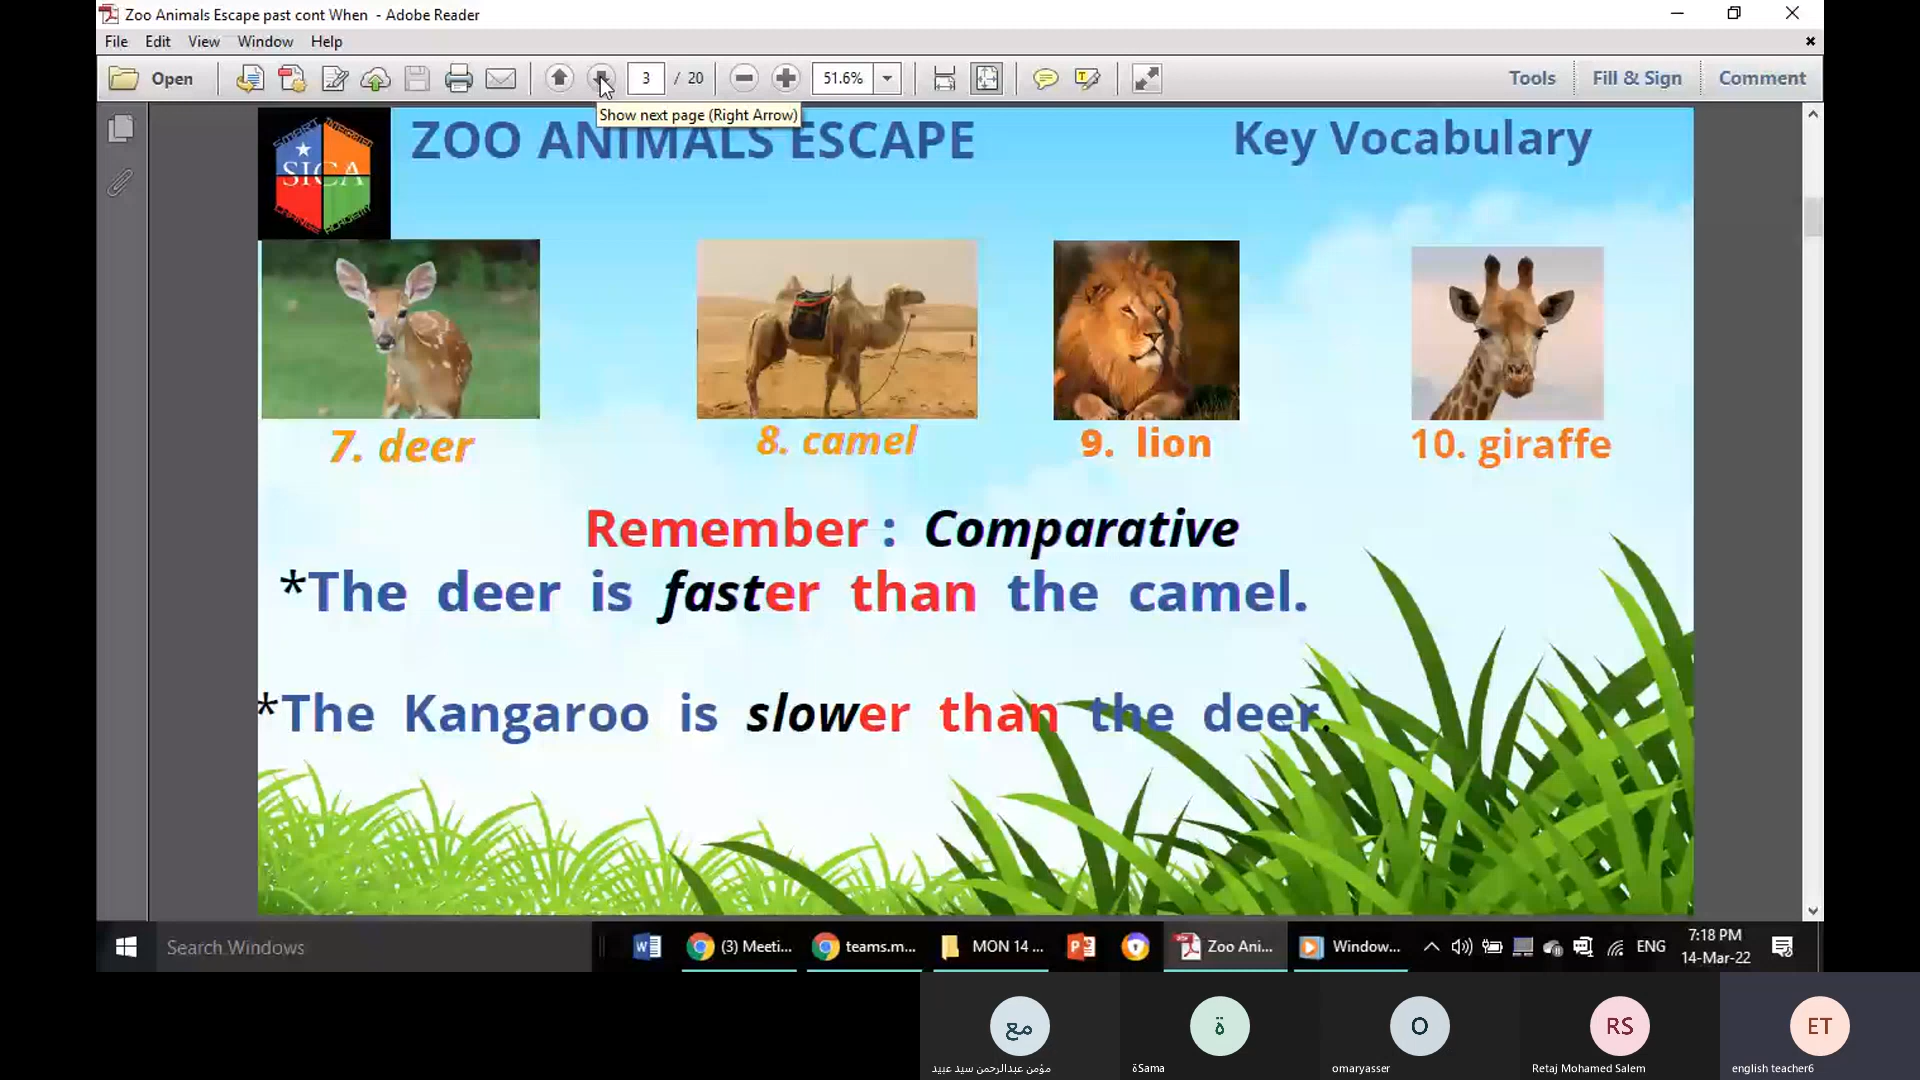 Zoo Animals Escape past cont When - Adobe Reader
File Edit View Window Help
Open 3 / 20 51.6% Tools Fill & Sign Comment
Show next page (Right Arrow)
ZOO ANIMALS ESCAPE Key Vocabulary
SMART
SICA
ACADEMY
7. deer 8. camel 9. lion 10. giraffe
Remember : Comparative
*The deer is faster than the camel.
*The Kangaroo is slower than the deer.
Search Windows (3) Meeti... teams.m... MON 14 ... Zoo Ani... Window... ENG 7:18 PM
14-Mar-22
مع ة O RS ET
مؤمن عبدالرحمن سيد عبيد ةSama omaryasser Retaj Mohamed Salem english teacher6